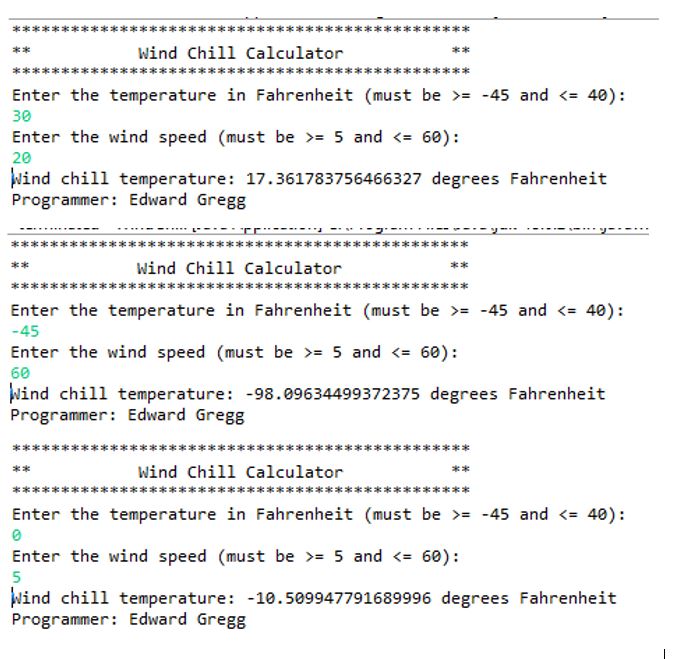 ***********************************************
**           Wind Chill Calculator           **
***********************************************
Enter the temperature in Fahrenheit (must be >= -45 and <= 40):
30
Enter the wind speed (must be >= 5 and <= 60):
20
Wind chill temperature: 17.361783756466327 degrees Fahrenheit
Programmer: Edward Gregg
***********************************************
**           Wind Chill Calculator           **
***********************************************
Enter the temperature in Fahrenheit (must be >= -45 and <= 40):
-45
Enter the wind speed (must be >= 5 and <= 60):
60
Wind chill temperature: -98.09634499372375 degrees Fahrenheit
Programmer: Edward Gregg
***********************************************
**           Wind Chill Calculator           **
***********************************************
Enter the temperature in Fahrenheit (must be >= -45 and <= 40):
0
Enter the wind speed (must be >= 5 and <= 60):
5
Wind chill temperature: -10.509947791689996 degrees Fahrenheit
Programmer: Edward Gregg